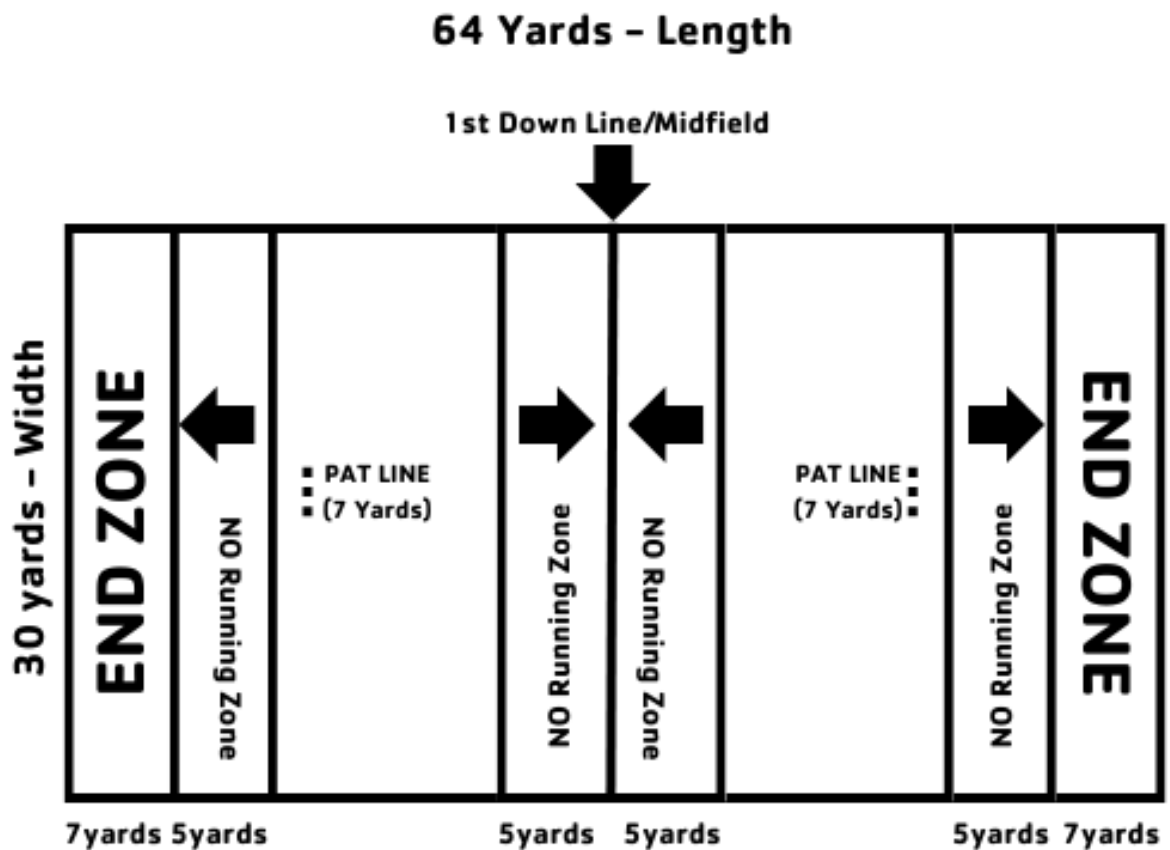 64 Yards – Length
1st Down Line/Midfield
30 yards – Width
END ZONE
NO Running Zone
PAT LINE
(7 Yards)
NO Running Zone
NO Running Zone
PAT LINE
(7 Yards)
NO Running Zone
END ZONE
7yards 5yards 5yards 5yards 5yards 7yards